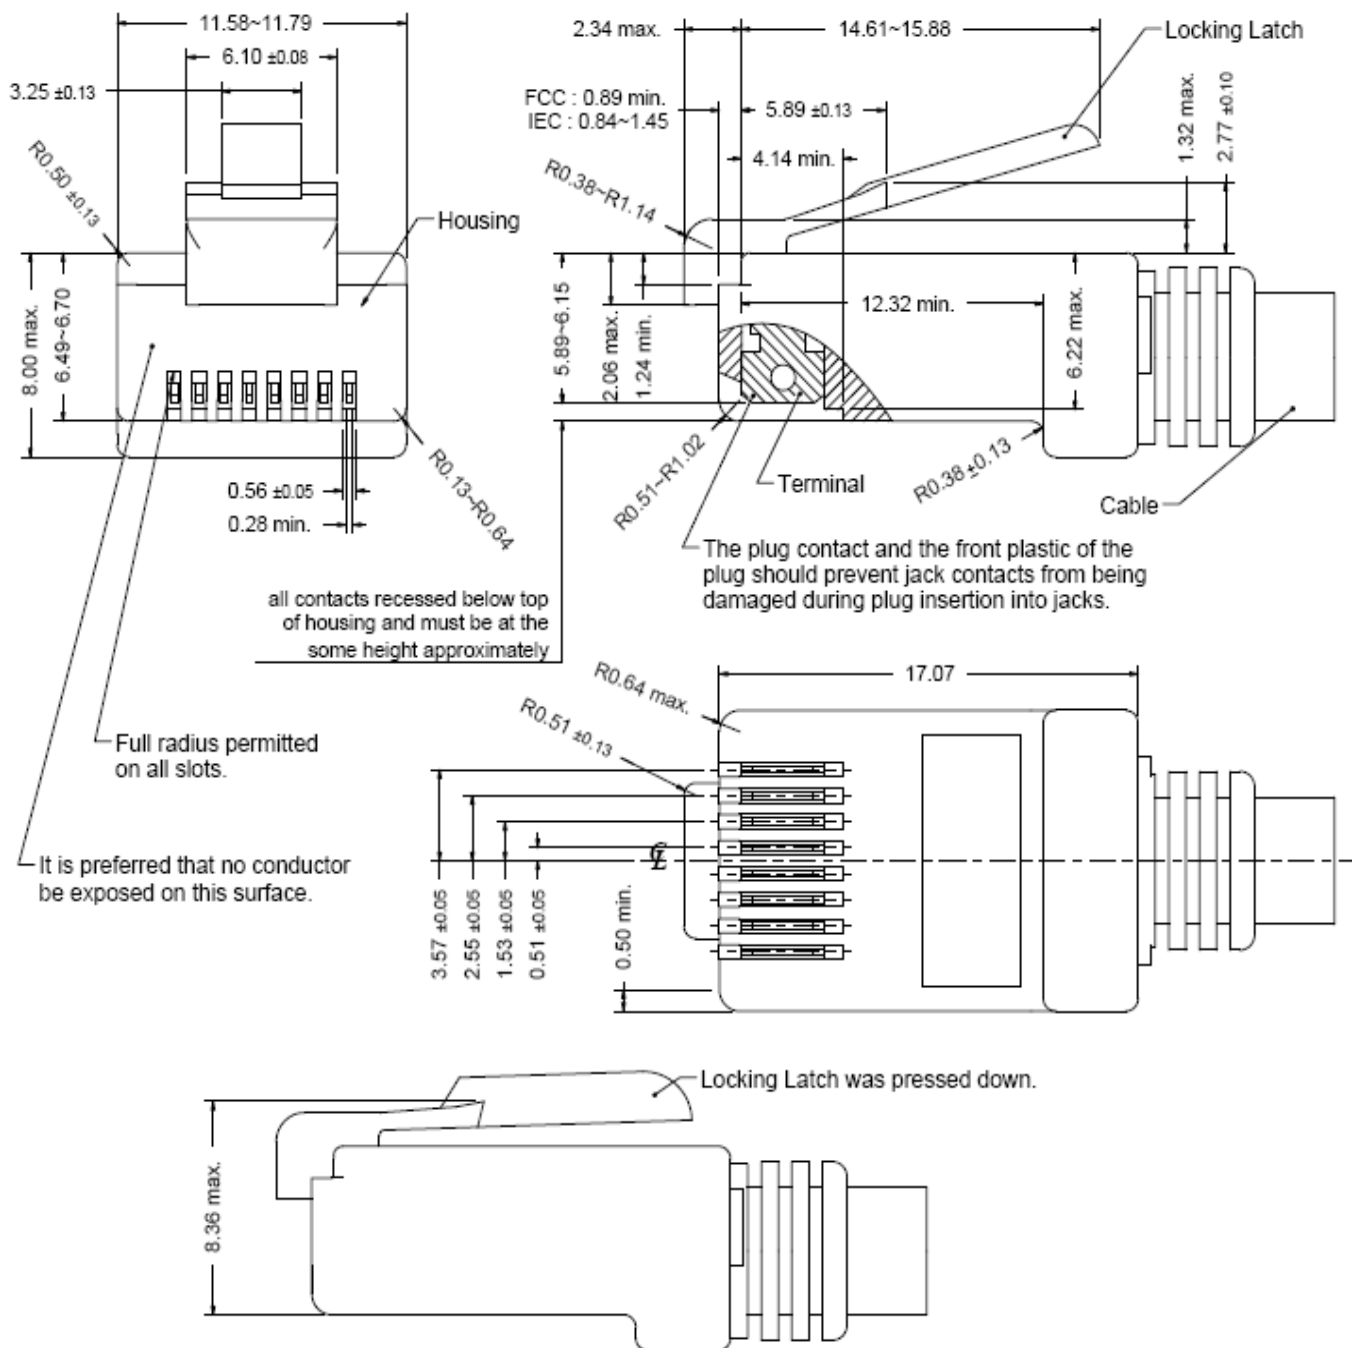 11.58~11.79
6.10 ±0.08
3.25 ±0.13
R0.50 ±0.13
Housing
8.00 max.
6.49~6.70
0.56 ±0.05
0.28 min.
R0.13~R0.64
2.34 max.
14.61~15.88
Locking Latch
FCC : 0.89 min.
IEC : 0.84~1.45
5.89 ±0.13
4.14 min.
1.32 max.
2.77 ±0.10
R0.38~R1.14
5.89~6.15
2.06 max.
1.24 min.
12.32 min.
6.22 max.
R0.51~R1.02
Terminal
R0.38 ±0.13
Cable
The plug contact and the front plastic of the
plug should prevent jack contacts from being
damaged during plug insertion into jacks.
all contacts recessed below top
of housing and must be at the
some height approximately
Full radius permitted
on all slots.
It is preferred that no conductor
be exposed on this surface.
R0.64 max.
R0.51 ±0.13
17.07
3.57 ±0.05
2.55 ±0.05
1.53 ±0.05
0.51 ±0.05
℄
0.50 min.
Locking Latch was pressed down.
8.36 max.